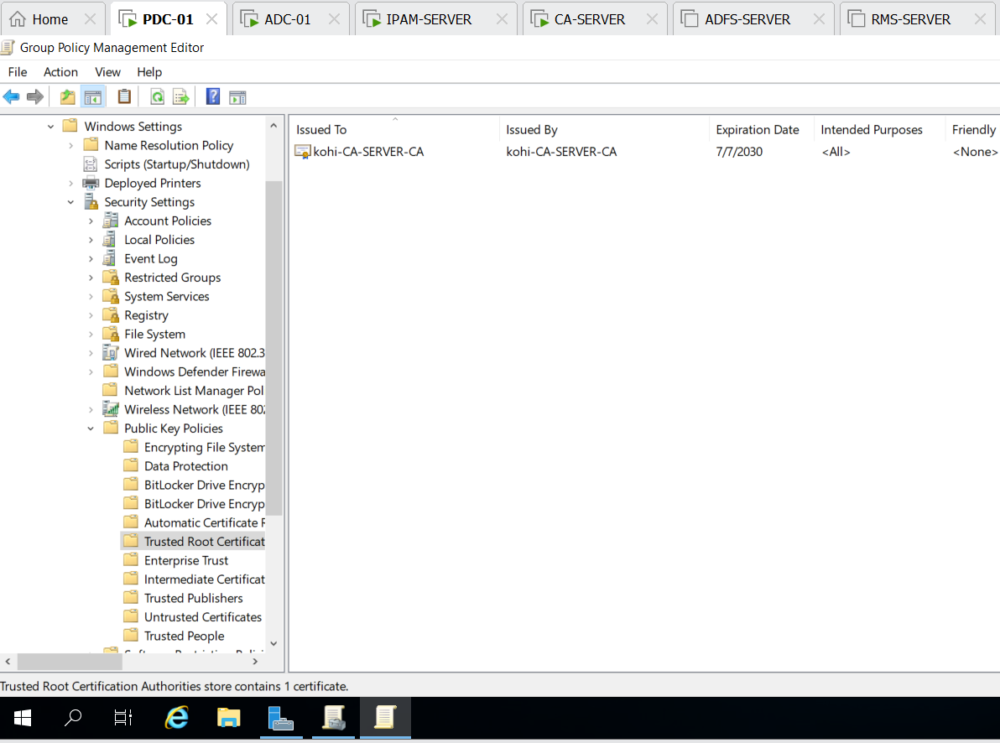 Home PDC-01 ADC-01 IPAM-SERVER CA-SERVER ADFS-SERVER RMS-SERVER
Group Policy Management Editor
File Action View Help
Windows Settings
Name Resolution Policy
Scripts (Startup/Shutdown)
Deployed Printers
Security Settings
Account Policies
Local Policies
Event Log
Restricted Groups
System Services
Registry
File System
Wired Network (IEEE 802.3
Windows Defender Firewa
Network List Manager Pol
Wireless Network (IEEE 802
Public Key Policies
Encrypting File System
Data Protection
BitLocker Drive Encryp
BitLocker Drive Encryp
Automatic Certificate R
Trusted Root Certificat
Enterprise Trust
Intermediate Certificat
Trusted Publishers
Untrusted Certificates
Trusted People
Issued To Issued By Expiration Date Intended Purposes Friendly
kohi-CA-SERVER-CA kohi-CA-SERVER-CA 7/7/2030 <All> <None>
Trusted Root Certification Authorities store contains 1 certificate.